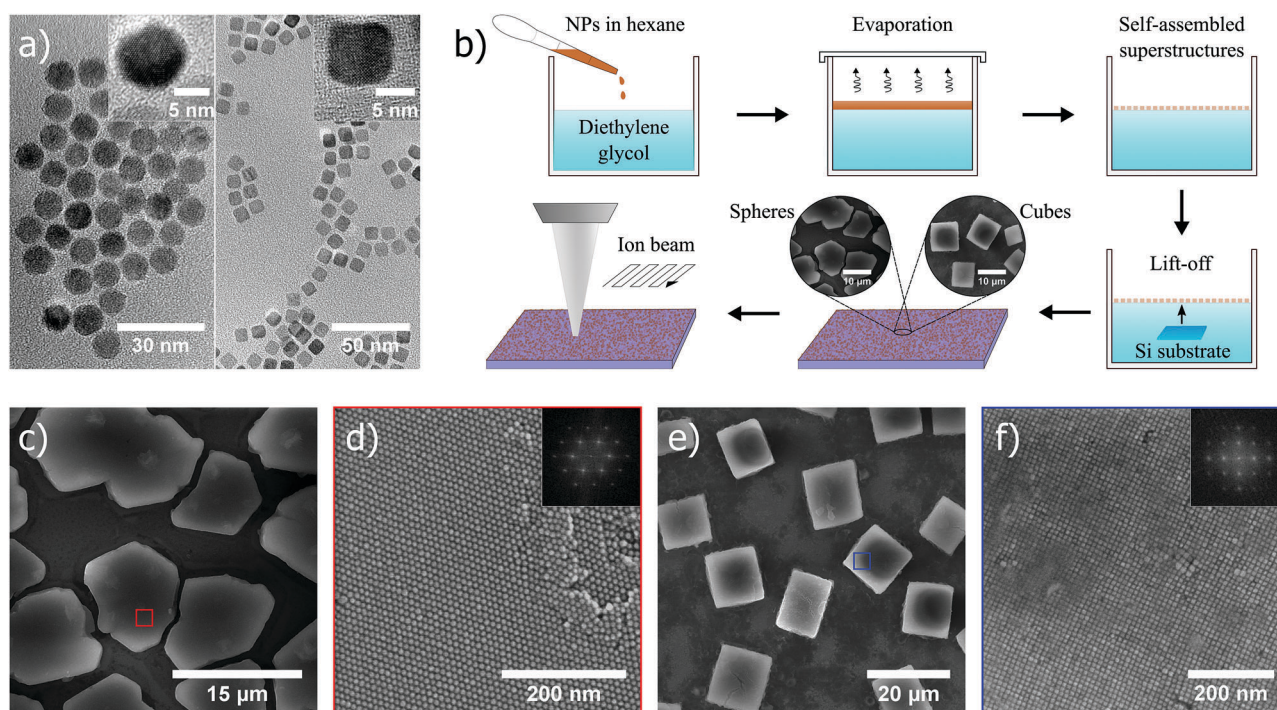 a)
5 nm
5 nm
30 nm
50 nm
b)
NPs in hexane
Evaporation
Self-assembled
superstructures
Diethylene
glycol
Spheres
Cubes
10 µm
10 µm
Ion beam
Lift-off
Si substrate
c)
15 µm
d)
200 nm
e)
20 µm
f)
200 nm